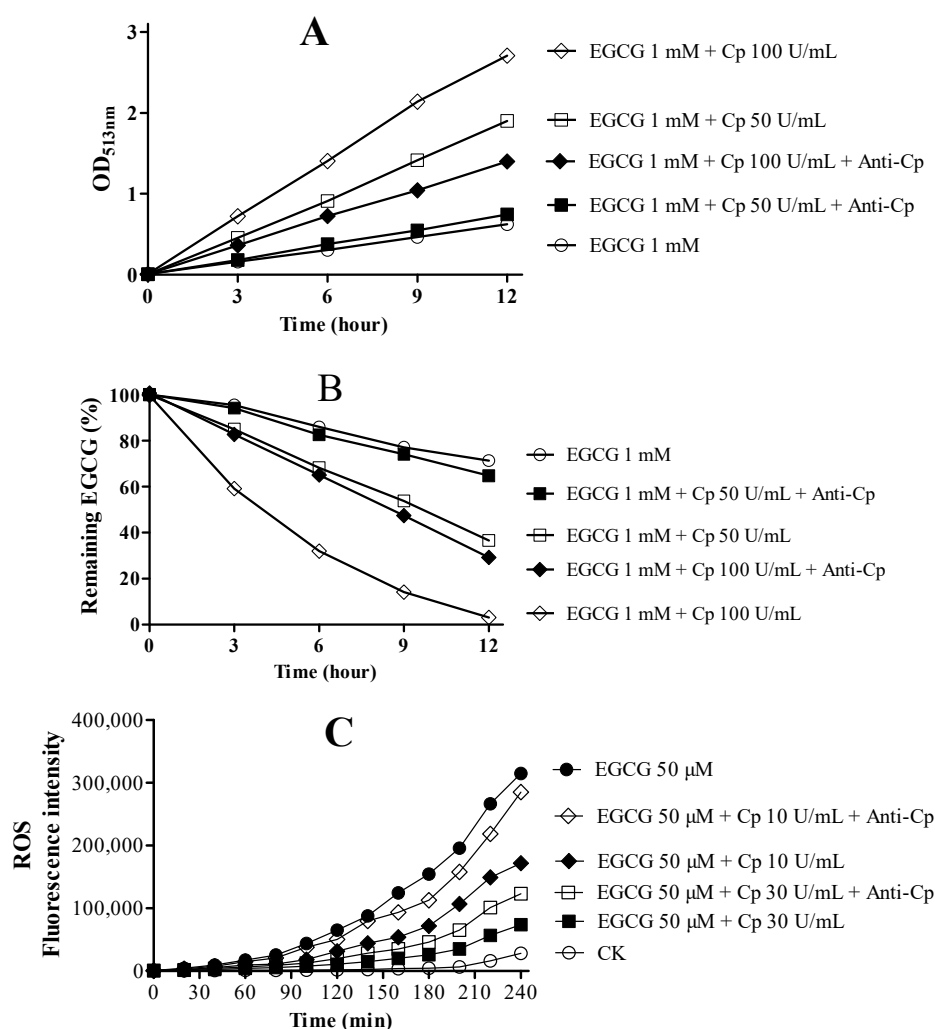 A
3
2
1
0
OD513nm
0 3 6 9 12
Time (hour)
EGCG 1 mM + Cp 100 U/mL
EGCG 1 mM + Cp 50 U/mL
EGCG 1 mM + Cp 100 U/mL + Anti-Cp
EGCG 1 mM + Cp 50 U/mL + Anti-Cp
EGCG 1 mM
B
100
80
60
40
20
0
Remaining EGCG (%)
0 3 6 9 12
Time (hour)
EGCG 1 mM
EGCG 1 mM + Cp 50 U/mL + Anti-Cp
EGCG 1 mM + Cp 50 U/mL
EGCG 1 mM + Cp 100 U/mL + Anti-Cp
EGCG 1 mM + Cp 100 U/mL
C
400,000
300,000
200,000
100,000
0
ROS
Fluorescence intensity
0 30 60 90 120 150 180 210 240
Time (min)
EGCG 50 μM
EGCG 50 μM + Cp 10 U/mL + Anti-Cp
EGCG 50 μM + Cp 10 U/mL
EGCG 50 μM + Cp 30 U/mL + Anti-Cp
EGCG 50 μM + Cp 30 U/mL
CK